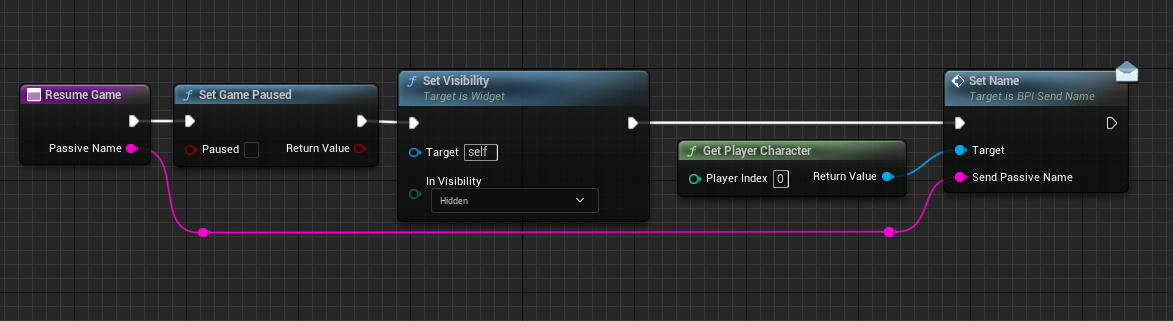 Resume Game
Passive Name
Set Game Paused
Paused
Return Value
Set Visibility
Target is Widget
Target self
In Visibility
Hidden
Get Player Character
Player Index 0
Return Value
Set Name
Target is BPI Send Name
Target
Send Passive Name